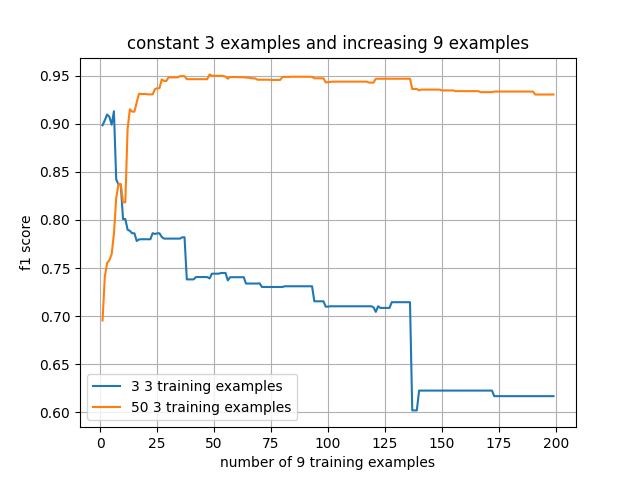 constant 3 examples and increasing 9 examples
f1 score
0.95
0.90
0.85
0.80
0.75
0.70
0.65
0.60
3 3 training examples
50 3 training examples
0 25 50 75 100 125 150 175 200
number of 9 training examples